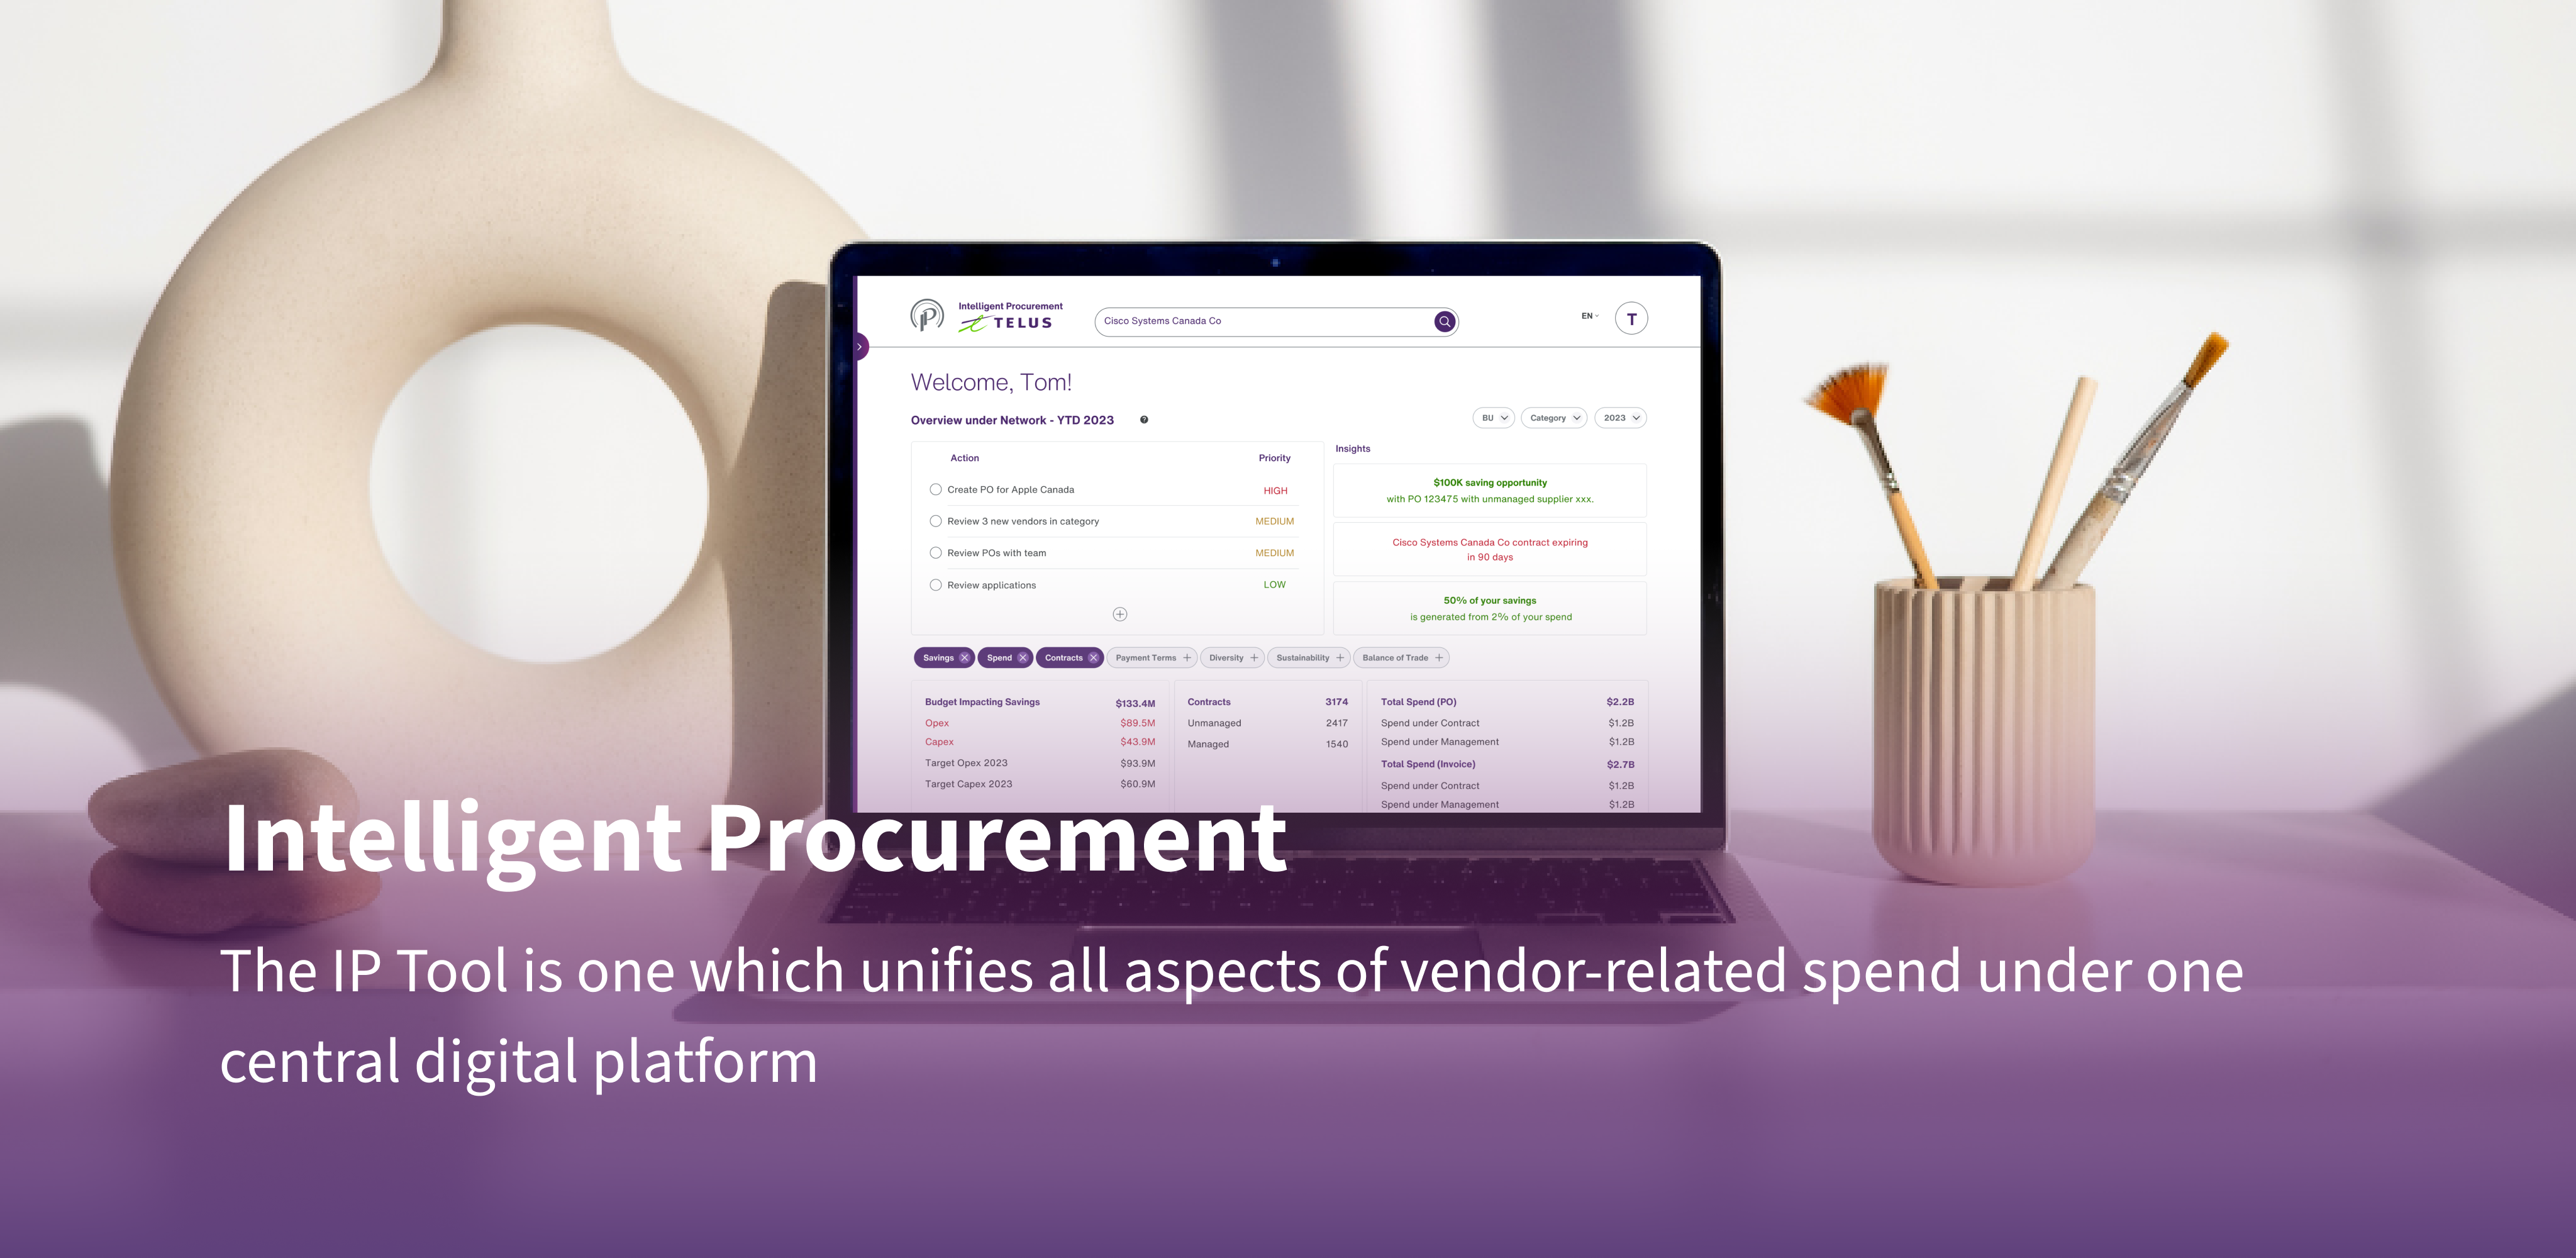 Intelligent Procurement
TELUS
Cisco Systems Canada Co
EN
T
Welcome, Tom!
Overview under Network - YTD 2023
BU
Category
2023
Action Priority
Create PO for Apple Canada HIGH
Review 3 new vendors in category MEDIUM
Review POs with team MEDIUM
Review applications LOW
Insights
$100K saving opportunity
with PO 123475 with unmanaged supplier xxx.
Cisco Systems Canada Co contract expiring
in 90 days
50% of your savings
is generated from 2% of your spend
Savings
Spend
Contracts
Payment Terms
Diversity
Sustainability
Balance of Trade
Budget Impacting Savings $133.4M
Opex $89.5M
Capex $43.9M
Target Opex 2023 $93.9M
Target Capex 2023 $60.9M
Contracts 3174
Unmanaged 2417
Managed 1540
Total Spend (PO) $2.2B
Spend under Contract $1.2B
Spend under Management $1.2B
Total Spend (Invoice) $2.7B
Spend under Contract $1.2B
Spend under Management $1.2B
Intelligent Procurement
The IP Tool is one which unifies all aspects of vendor-related spend under one
central digital platform